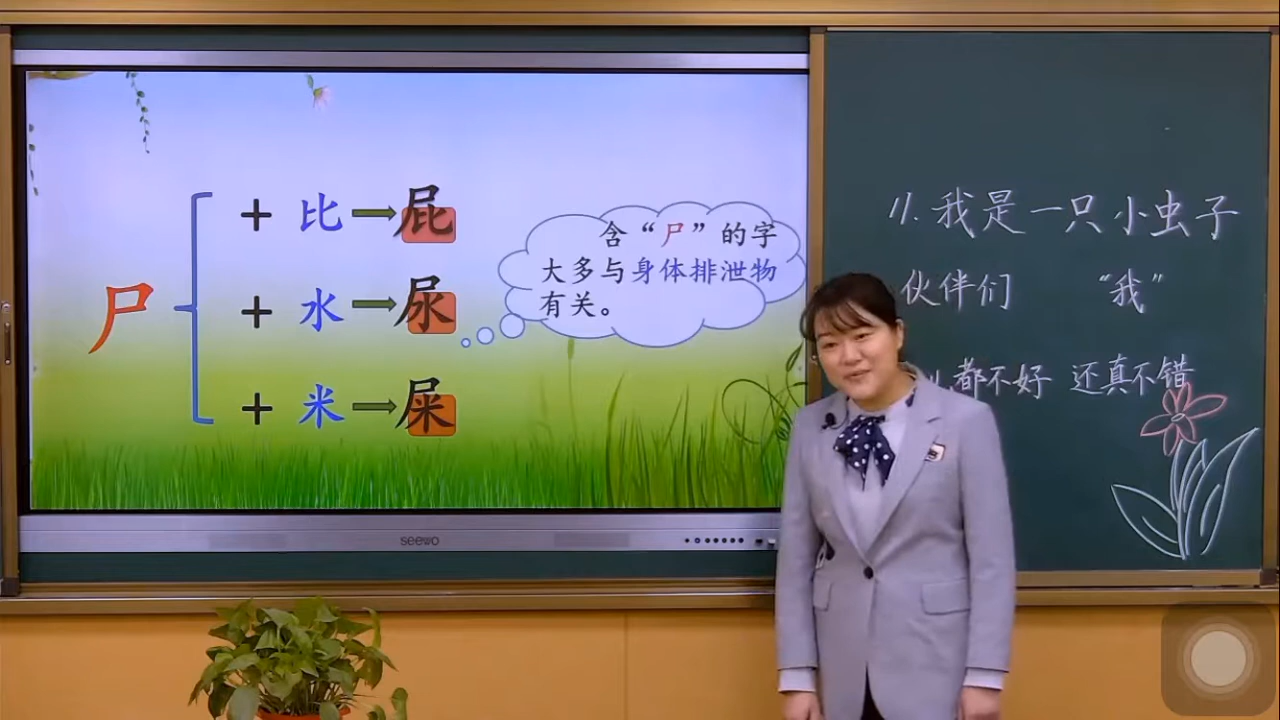 尸
+ 比 → 屁
+ 水 → 尿
+ 米 → 屎
含“尸”的字
大多与身体排泄物
有关。
seewo
11. 我是一只小虫子
伙伴们 “我”
都不好 还真不错